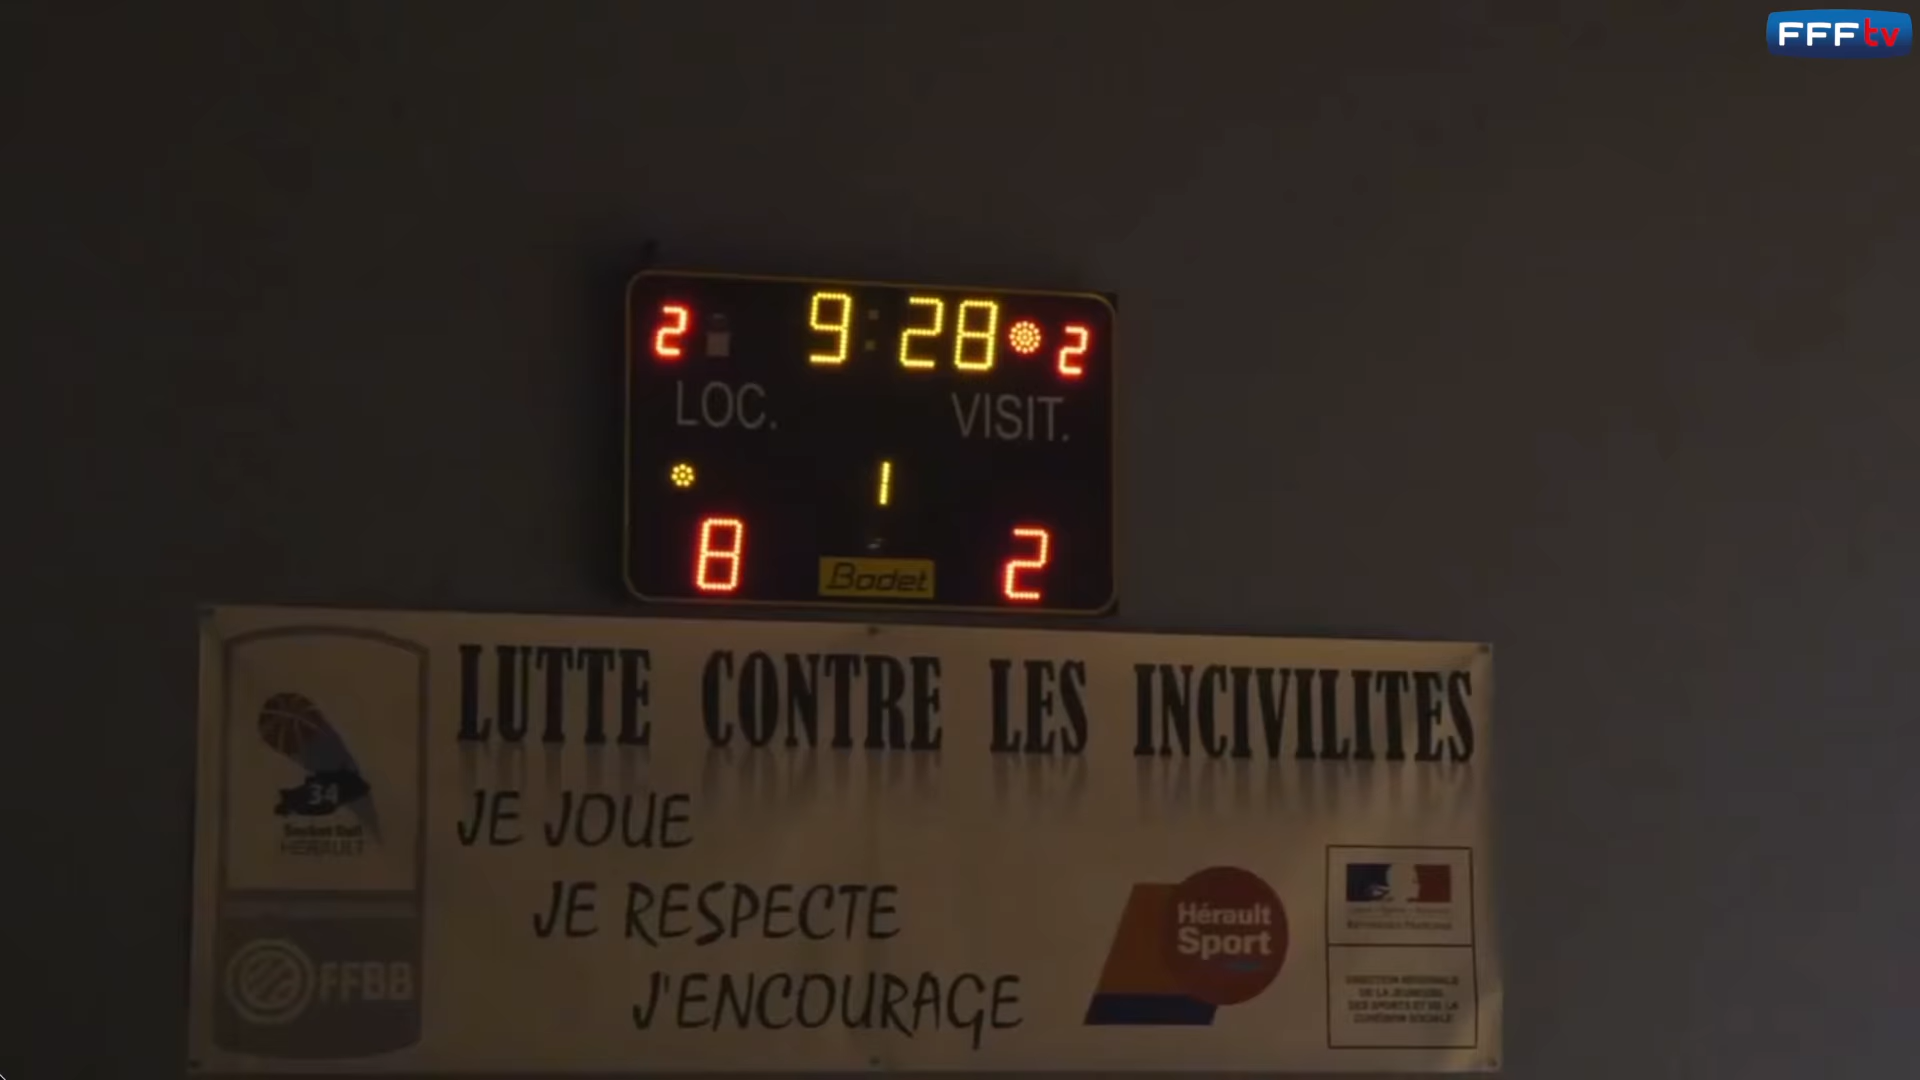 FFFtv
2 9:28 2
LOC. VISIT.
1
8 2
Bodet
LUTTE CONTRE LES INCIVILITES
JE JOUE
JE RESPECTE
J'ENCOURAGE
34
HERAULT
FFBB
Hérault
Sport